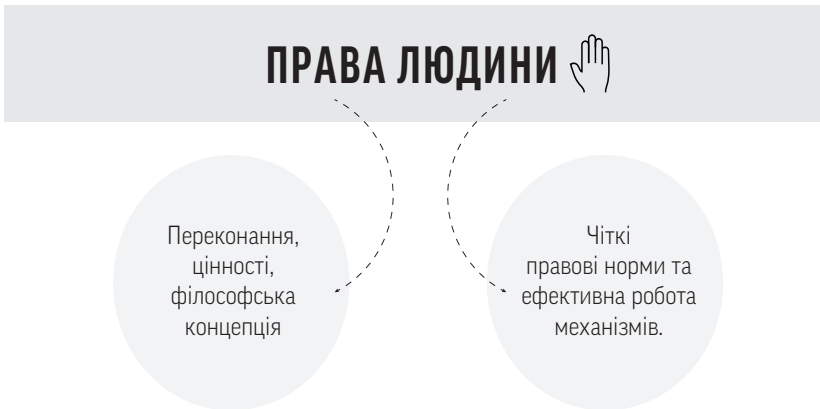 ПРАВА ЛЮДИНИ
Переконання,
цінності,
філософська
концепція
Чіткі
правові норми та
ефективна робота
механізмів.